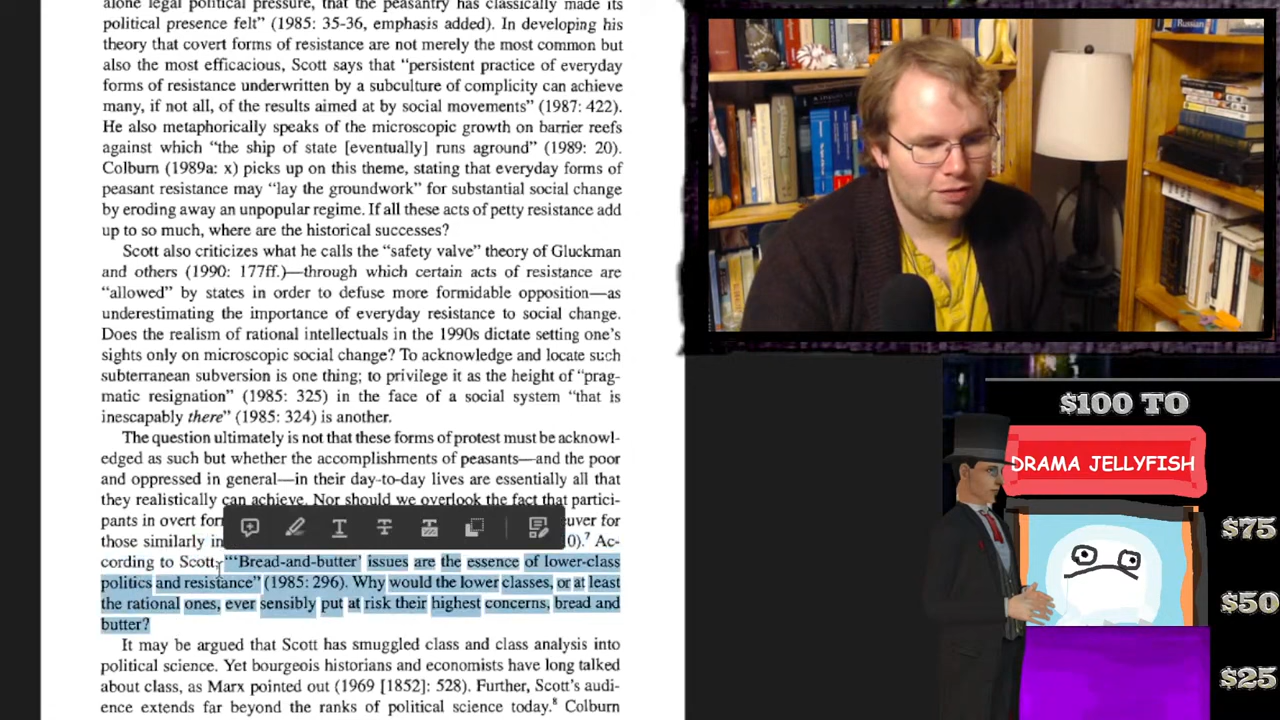 alone legal political pressure, that the peasantry has classically made its
political presence felt” (1985: 35-36, emphasis added). In developing his
theory that covert forms of resistance are not merely the most common but
also the most efficacious, Scott says that “persistent practice of everyday
forms of resistance underwritten by a subculture of complicity can achieve
many, if not all, of the results aimed at by social movements” (1987: 422).
He also metaphorically speaks of the microscopic growth on barrier reefs
against which “the ship of state [eventually] runs aground” (1989: 20).
Colburn (1989a: x) picks up on this theme, stating that everyday forms of
peasant resistance may “lay the groundwork” for substantial social change
by eroding away an unpopular regime. If all these acts of petty resistance add
up to so much, where are the historical successes?
Scott also criticizes what he calls the “safety valve” theory of Gluckman
and others (1990: 177ff.)—through which certain acts of resistance are
“allowed” by states in order to defuse more formidable opposition—as
underestimating the importance of everyday resistance to social change.
Does the realism of rational intellectuals in the 1990s dictate setting one’s
sights only on microscopic social change? To acknowledge and locate such
subterranean subversion is one thing; to privilege it as the height of “prag-
matic resignation” (1985: 325) in the face of a social system “that is
inescapably there” (1985: 324) is another.
The question ultimately is not that these forms of protest must be acknowl-
edged as such but whether the accomplishments of peasants—and the poor
and oppressed in general—in their day-to-day lives are essentially all that
they realistically can achieve. Nor should we overlook the fact that partici-
pants in overt for uver for
those similarly in 0).⁷ Ac-
cording to Scott, “‘Bread-and-butter’ issues are the essence of lower-class
politics and resistance” (1985: 296). Why would the lower classes, or at least
the rational ones, ever sensibly put at risk their highest concerns, bread and
butter?
It may be argued that Scott has smuggled class and class analysis into
political science. Yet bourgeois historians and economists have long talked
about class, as Marx pointed out (1969 [1852]: 528). Further, Scott’s audi-
ence extends far beyond the ranks of political science today.⁸ Colburn
Russian
$100 TO
DRAMA JELLYFISH
$75
$50
$25